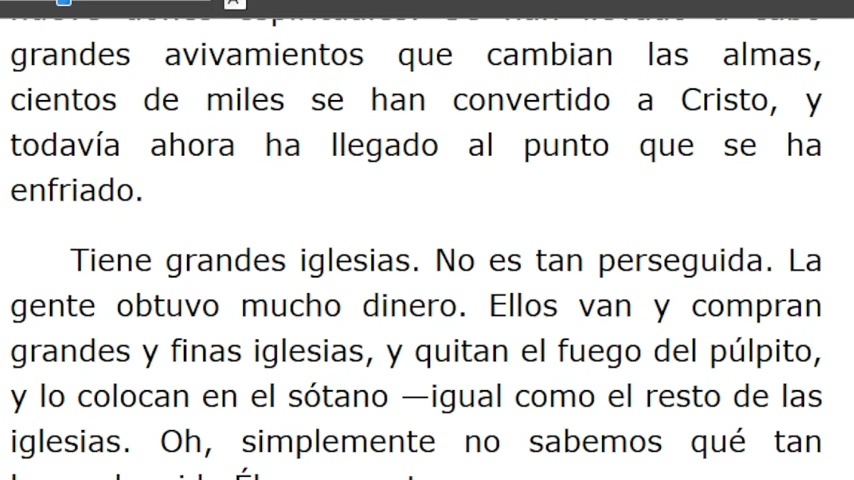 grandes avivamientos que cambian las almas,
cientos de miles se han convertido a Cristo, y
todavía ahora ha llegado al punto que se ha
enfriado.
Tiene grandes iglesias. No es tan perseguida. La
gente obtuvo mucho dinero. Ellos van y compran
grandes y finas iglesias, y quitan el fuego del púlpito,
y lo colocan en el sótano —igual como el resto de las
iglesias. Oh, simplemente no sabemos qué tan